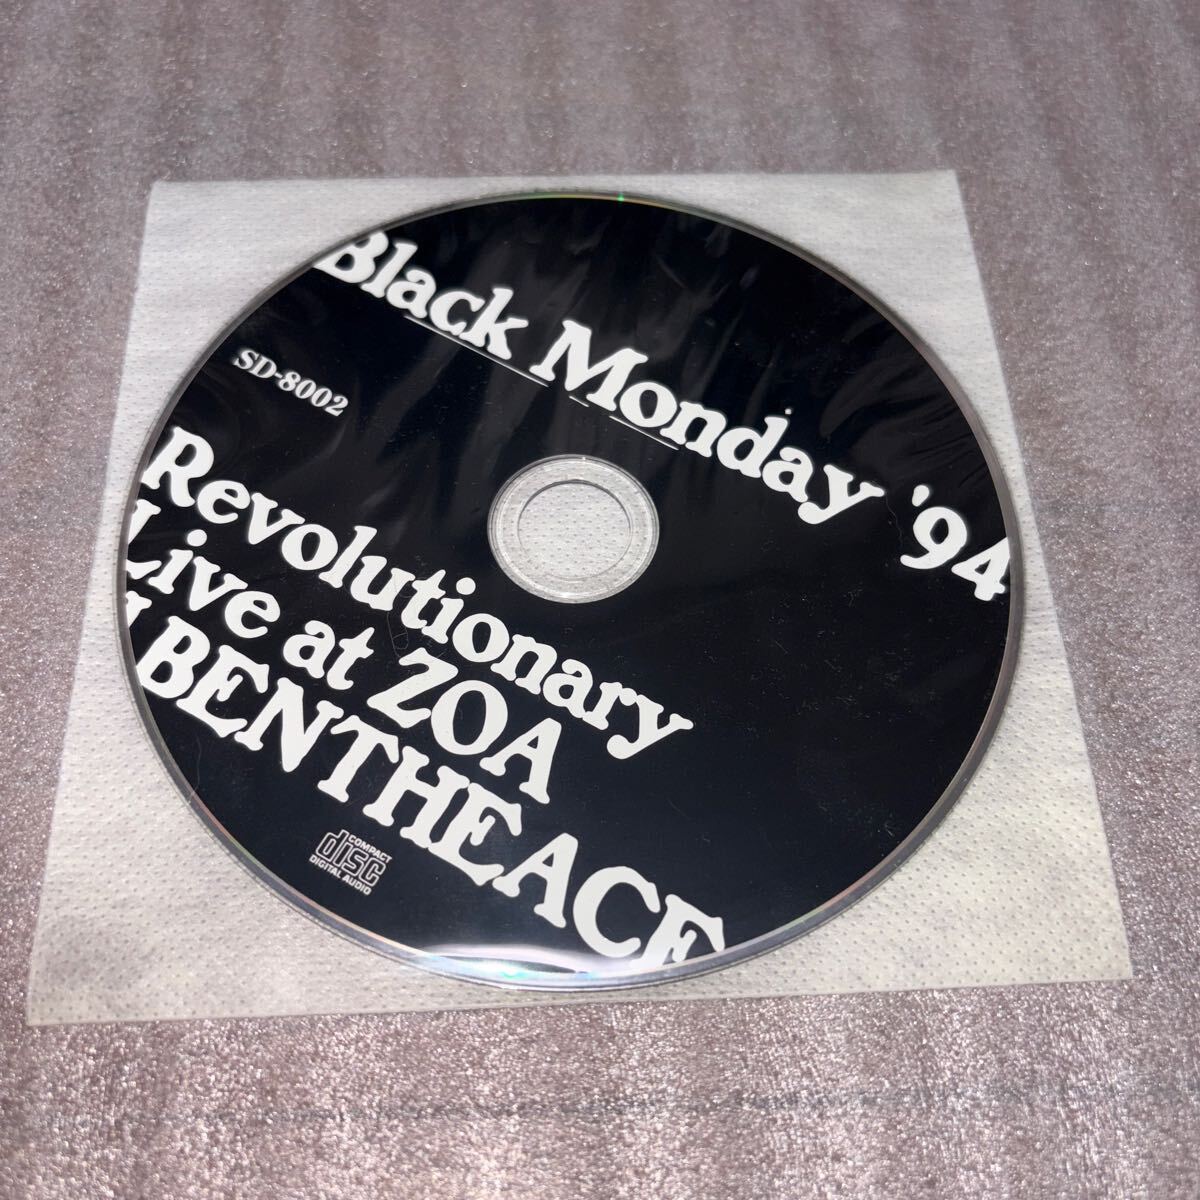 Black Monday '94
SD-8002
Revolutionary
Live at ZOA
BENTHEACE
COMPACT
disc
DIGITAL AUDIO